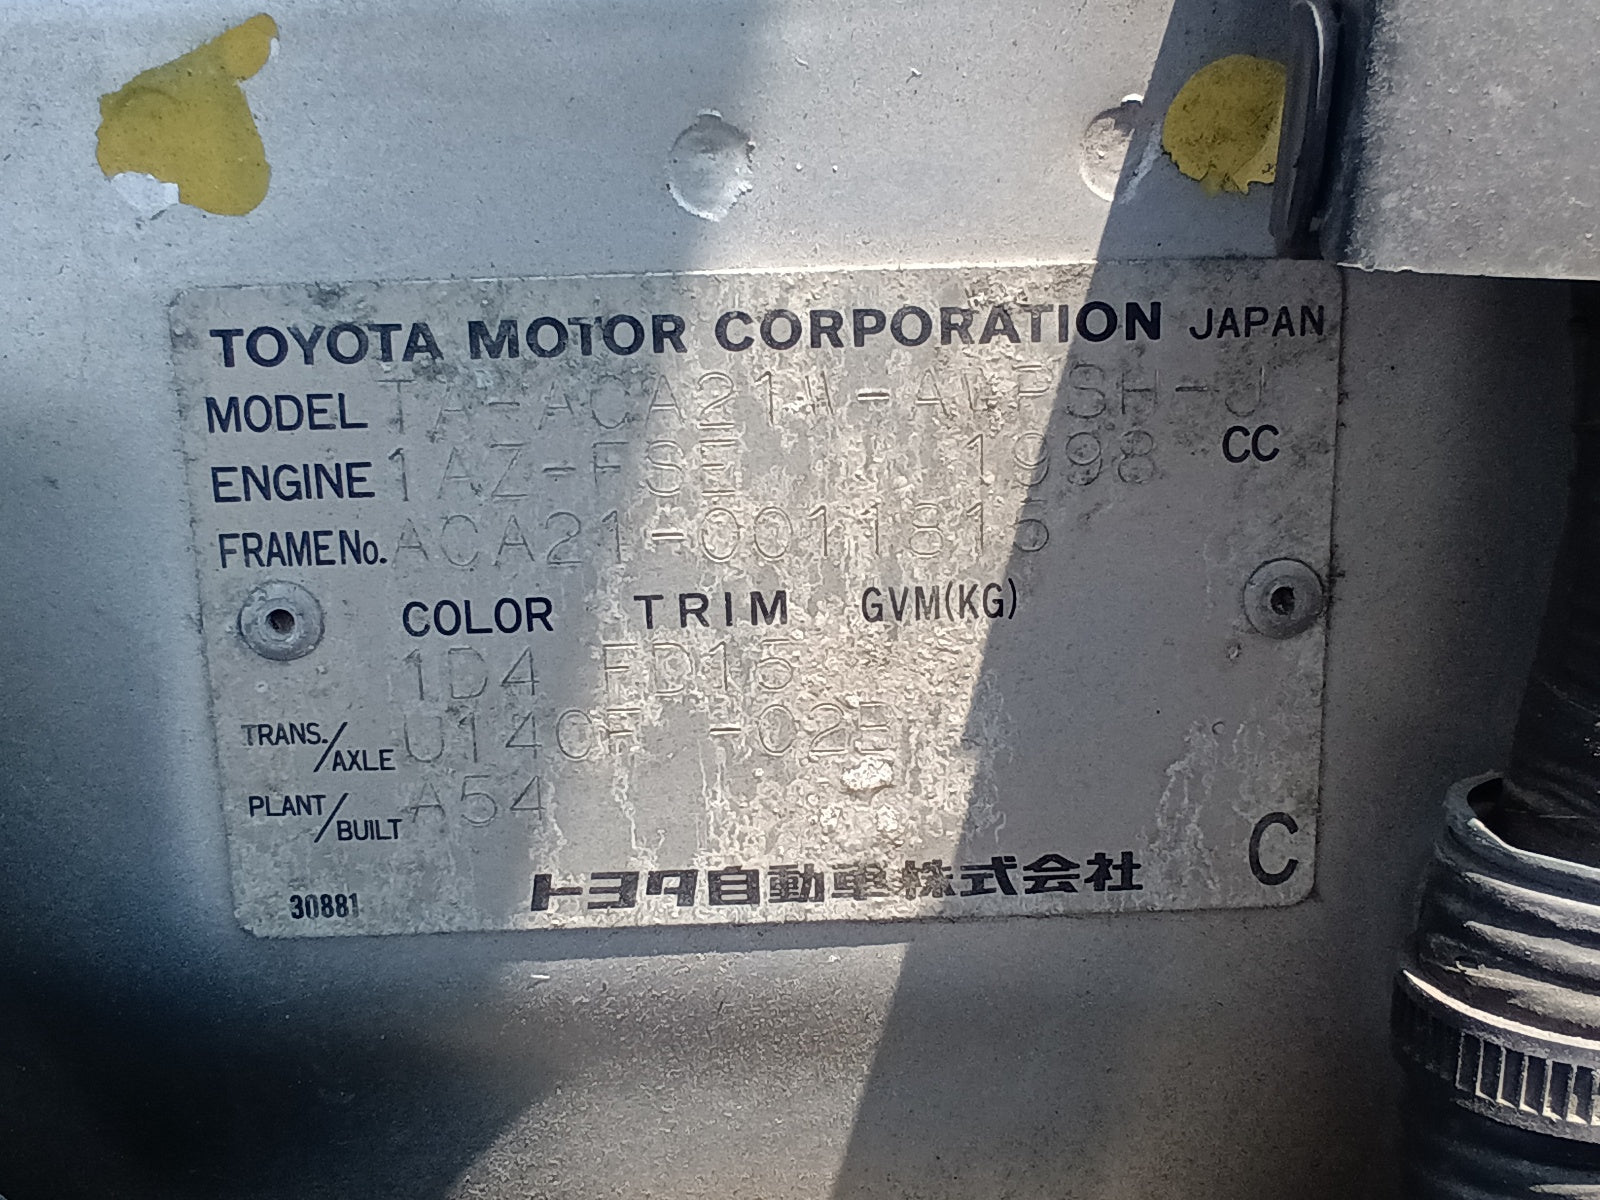 TOYOTA MOTOR CORPORATION JAPAN
MODEL TA-ACA21W-AWPSH-J
ENGINE 1AZ-FSE 1998 CC
FRAME No. ACA21-0011815
COLOR TRIM GVM(KG)
1D4 FD15
TRANS./AXLE U140F -02E
PLANT/BUILT A54
C
30881 トヨタ自動車株式会社